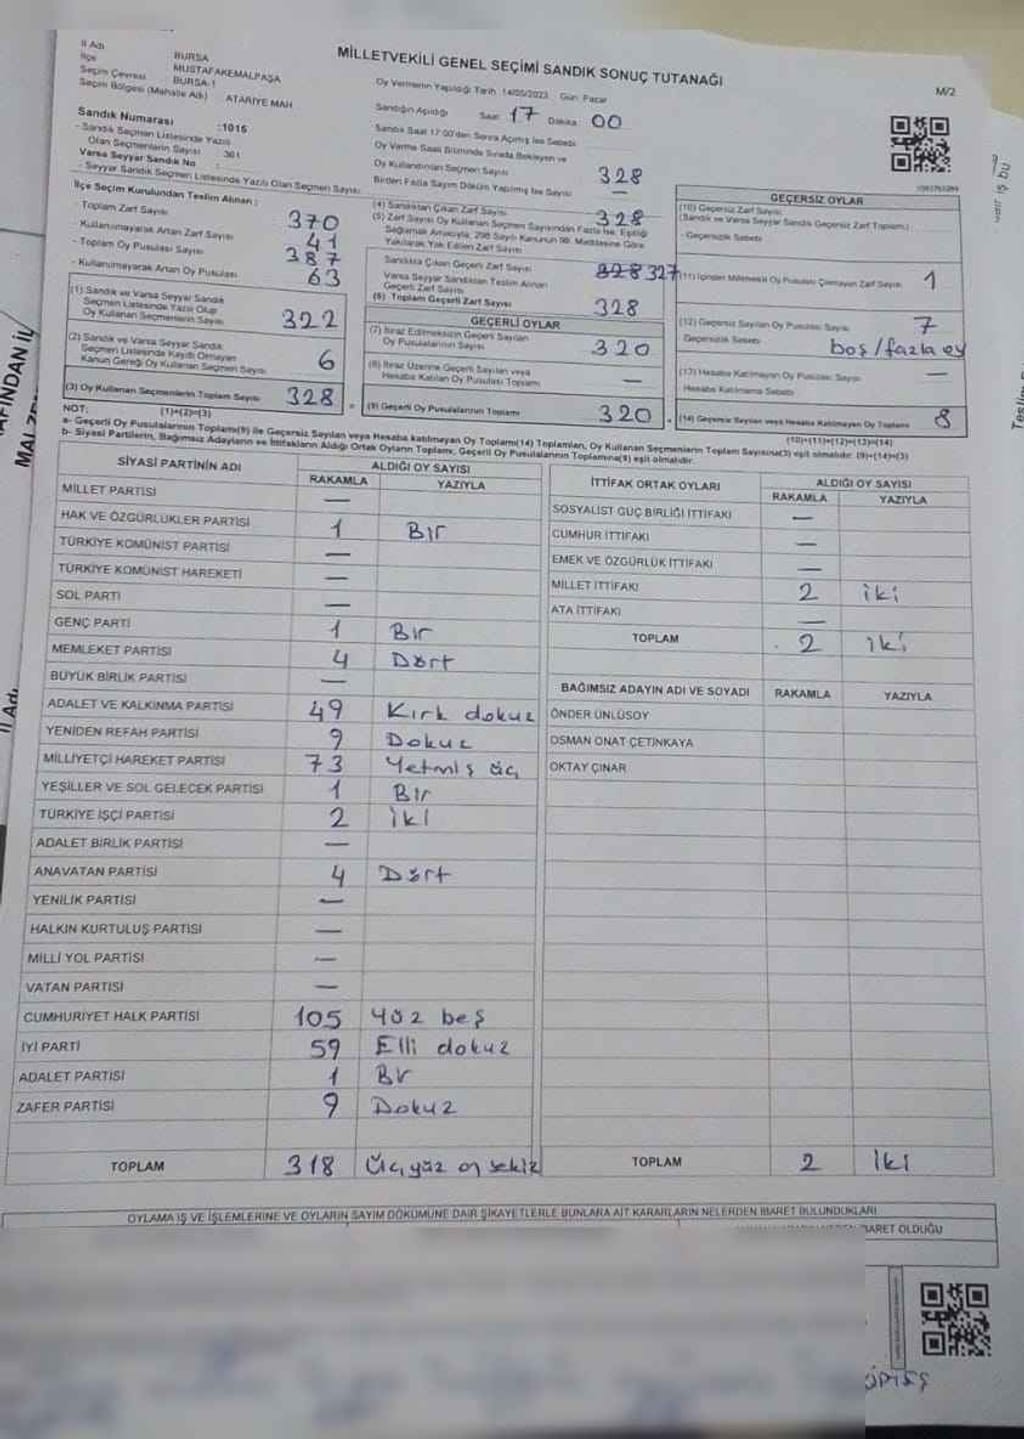 MİLLETVEKİLİ GENEL SEÇİMİ SANDIK SONUÇ TUTANAĞI
M/2
İl Adı BURSA
İlçe MUSTAFAKEMALPAŞA
Seçim Çevresi BURSA-1
Seçim Bölgesi (Mahalle Adı) ATARİYE MAH
Oy Vermenin Yapıldığı Tarih 14/05/2023 Gün: Pazar
Sandığın Açıldığı Saat 17 Dakika 00
Sandık Numarası :1015
- Sandık Seçmen Listesinde Yazılı
Olan Seçmenlerin Sayısı 361
Varsa Seyyar Sandık No :
- Seyyar Sandık Seçmen Listesinde Yazılı Olan Seçmen Sayısı
Sandık Saat 17:00'den Sonra Açılmış İse Sebebi
Oy Verme Saati Bitiminde Sırada Bekleyen ve
Oy Kullandırılan Seçmen Sayısı 328
Birden Fazla Sayım Döküm Yapılmış İse Sayısı —
İlçe Seçim Kurulundan Teslim Alınan :
- Toplam Zarf Sayısı 370
- Kullanılmayarak Artan Zarf Sayısı 41
- Toplam Oy Pusulası Sayısı 387
- Kullanılmayarak Artan Oy Pusulası 63
(1) Sandık ve Varsa Seyyar Sandık
Seçmen Listesinde Yazılı Olup
Oy Kullanan Seçmenlerin Sayısı 322
(2) Sandık ve Varsa Seyyar Sandık
Seçmen Listesinde Kayıtlı Olmayan
Kanun Gereği Oy Kullanan Seçmen Sayısı 6
(3) Oy Kullanan Seçmenlerin Toplam Sayısı 328
(1)+(2)=(3)
(4) Sandıktan Çıkan Zarf Sayısı 328
(5) Zarf Sayısı Oy Kullanan Seçmen Sayısından Fazla İse, Eşitliği
Sağlamak Amacıyla, 298 Sayılı Kanunun 98. Maddesine Göre
Yakılarak Yok Edilen Zarf Sayısı
Sandıkta Çıkan Geçerli Zarf Sayısı 328 327
Varsa Seyyar Sandıktan Teslim Alınan
Geçerli Zarf Sayısı
(6) Toplam Geçerli Zarf Sayısı 328
GEÇERLİ OYLAR
(7) İtiraz Edilmeksizin Geçerli Sayılan
Oy Pusulalarının Sayısı 320
(8) İtiraz Üzerine Geçerli Sayılan veya
Hesaba Katılan Oy Pusulası Toplamı —
(9) Geçerli Oy Pusulalarının Toplamı 320
GEÇERSİZ OYLAR
(10) Geçersiz Zarf Sayısı
(Sandık ve Varsa Seyyar Sandık Geçersiz Zarf Toplamı)
- Geçersizlik Sebebi
(11) İçinden Milletvekili Oy Pusulası Çıkmayan Zarf Sayısı 1
(12) Geçersiz Sayılan Oy Pusulası Sayısı 7
Geçersizlik Sebebi boş/fazla oy
(13) Hesaba Katılmayan Oy Pusulası Sayısı —
Hesaba Katılmama Sebebi
(14) Geçersiz Sayılan veya Hesaba Katılmayan Oy Toplamı 8
(10)+(11)+(12)+(13)=(14)
NOT:
a- Geçerli Oy Pusulalarının Toplamı(9) ile Geçersiz Sayılan veya Hesaba katılmayan Oy Toplamı(14) Toplamları, Oy Kullanan Seçmenlerin Toplam Sayısına(3) eşit olmalıdır. (9)+(14)=(3)
b- Siyasi Partilerin, Bağımsız Adayların ve İttifakların Aldığı Ortak Oyların Toplamı, Geçerli Oy Pusulalarının Toplamına(9) eşit olmalıdır.
SİYASİ PARTİNİN ADI ALDIĞI OY SAYISI
RAKAMLA YAZIYLA
MİLLET PARTİSİ —
HAK VE ÖZGÜRLÜKLER PARTİSİ 1 Bir
TÜRKİYE KOMÜNİST PARTİSİ —
TÜRKİYE KOMÜNİST HAREKETİ —
SOL PARTİ —
GENÇ PARTİ 1 Bir
MEMLEKET PARTİSİ 4 Dört
BÜYÜK BİRLİK PARTİSİ —
ADALET VE KALKINMA PARTİSİ 49 Kırk dokuz
YENİDEN REFAH PARTİSİ 9 Dokuz
MİLLİYETÇİ HAREKET PARTİSİ 73 Yetmiş üç
YEŞİLLER VE SOL GELECEK PARTİSİ 1 Bir
TÜRKİYE İŞÇİ PARTİSİ 2 İki
ADALET BİRLİK PARTİSİ —
ANAVATAN PARTİSİ 4 Dört
YENİLİK PARTİSİ —
HALKIN KURTULUŞ PARTİSİ —
MİLLİ YOL PARTİSİ —
VATAN PARTİSİ —
CUMHURİYET HALK PARTİSİ 105 Yüz beş
İYİ PARTİ 59 Elli dokuz
ADALET PARTİSİ 1 Bir
ZAFER PARTİSİ 9 Dokuz
TOPLAM 318 Üçyüz on sekiz
İTTİFAK ORTAK OYLARI ALDIĞI OY SAYISI
RAKAMLA YAZIYLA
SOSYALİST GÜÇ BİRLİĞİ İTTİFAKI —
CUMHUR İTTİFAKI —
EMEK VE ÖZGÜRLÜK İTTİFAKI —
MİLLET İTTİFAKI 2 iki
ATA İTTİFAKI —
TOPLAM 2 iki
BAĞIMSIZ ADAYIN ADI VE SOYADI RAKAMLA YAZIYLA
ÖNDER ÜNLÜSOY
OSMAN ONAT ÇETİNKAYA
OKTAY ÇINAR
TOPLAM 2 İki
OYLAMA İŞ VE İŞLEMLERİNE VE OYLARIN SAYIM DÖKÜMÜNE DAİR ŞİKAYETLERLE BUNLARA AİT KARARLARIN NELERDEN İBARET BULUNDUKLARI
BARET OLDUĞU